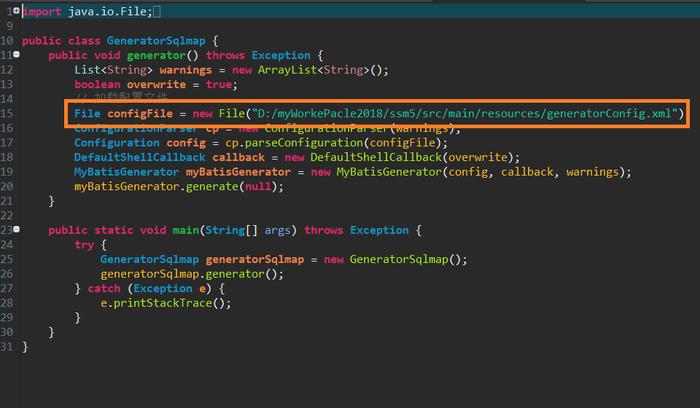 1 import java.io.File;
9
10 public class GeneratorSqlmap {
11 public void generator() throws Exception {
12 List<String> warnings = new ArrayList<String>();
13 boolean overwrite = true;
14 // 加载配置文件
15 File configFile = new File("D:/myWorkePacle2018/ssm5/src/main/resources/generatorConfig.xml")
16 ConfigurationParser cp = new ConfigurationParser(warnings);
17 Configuration config = cp.parseConfiguration(configFile);
18 DefaultShellCallback callback = new DefaultShellCallback(overwrite);
19 MyBatisGenerator myBatisGenerator = new MyBatisGenerator(config, callback, warnings);
20 myBatisGenerator.generate(null);
21 }
22
23 public static void main(String[] args) throws Exception {
24 try {
25 GeneratorSqlmap generatorSqlmap = new GeneratorSqlmap();
26 generatorSqlmap.generator();
27 } catch (Exception e) {
28 e.printStackTrace();
29 }
30 }
31 }